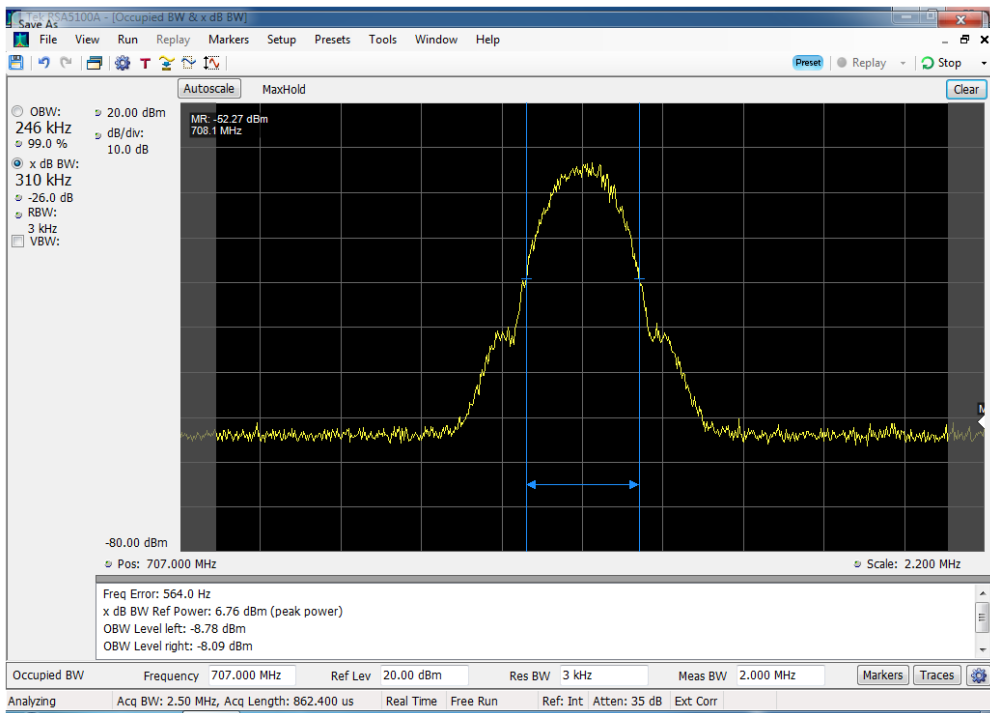 Tek RSA5100A - [Occupied BW & x dB BW]
Save As
File View Run Replay Markers Setup Presets Tools Window Help
T Preset Replay Stop
Autoscale MaxHold Clear
OBW:
246 kHz
99.0 %
x dB BW:
310 kHz
-26.0 dB
RBW:
3 kHz
VBW:
20.00 dBm
dB/div:
10.0 dB
MR: -52.27 dBm
708.1 MHz
M
-80.00 dBm
Pos: 707.000 MHz Scale: 2.200 MHz
Freq Error: 564.0 Hz
x dB BW Ref Power: 6.76 dBm (peak power)
OBW Level left: -8.78 dBm
OBW Level right: -8.09 dBm
Occupied BW Frequency 707.000 MHz Ref Lev 20.00 dBm Res BW 3 kHz Meas BW 2.000 MHz Markers Traces
Analyzing Acq BW: 2.50 MHz, Acq Length: 862.400 us Real Time Free Run Ref: Int Atten: 35 dB Ext Corr